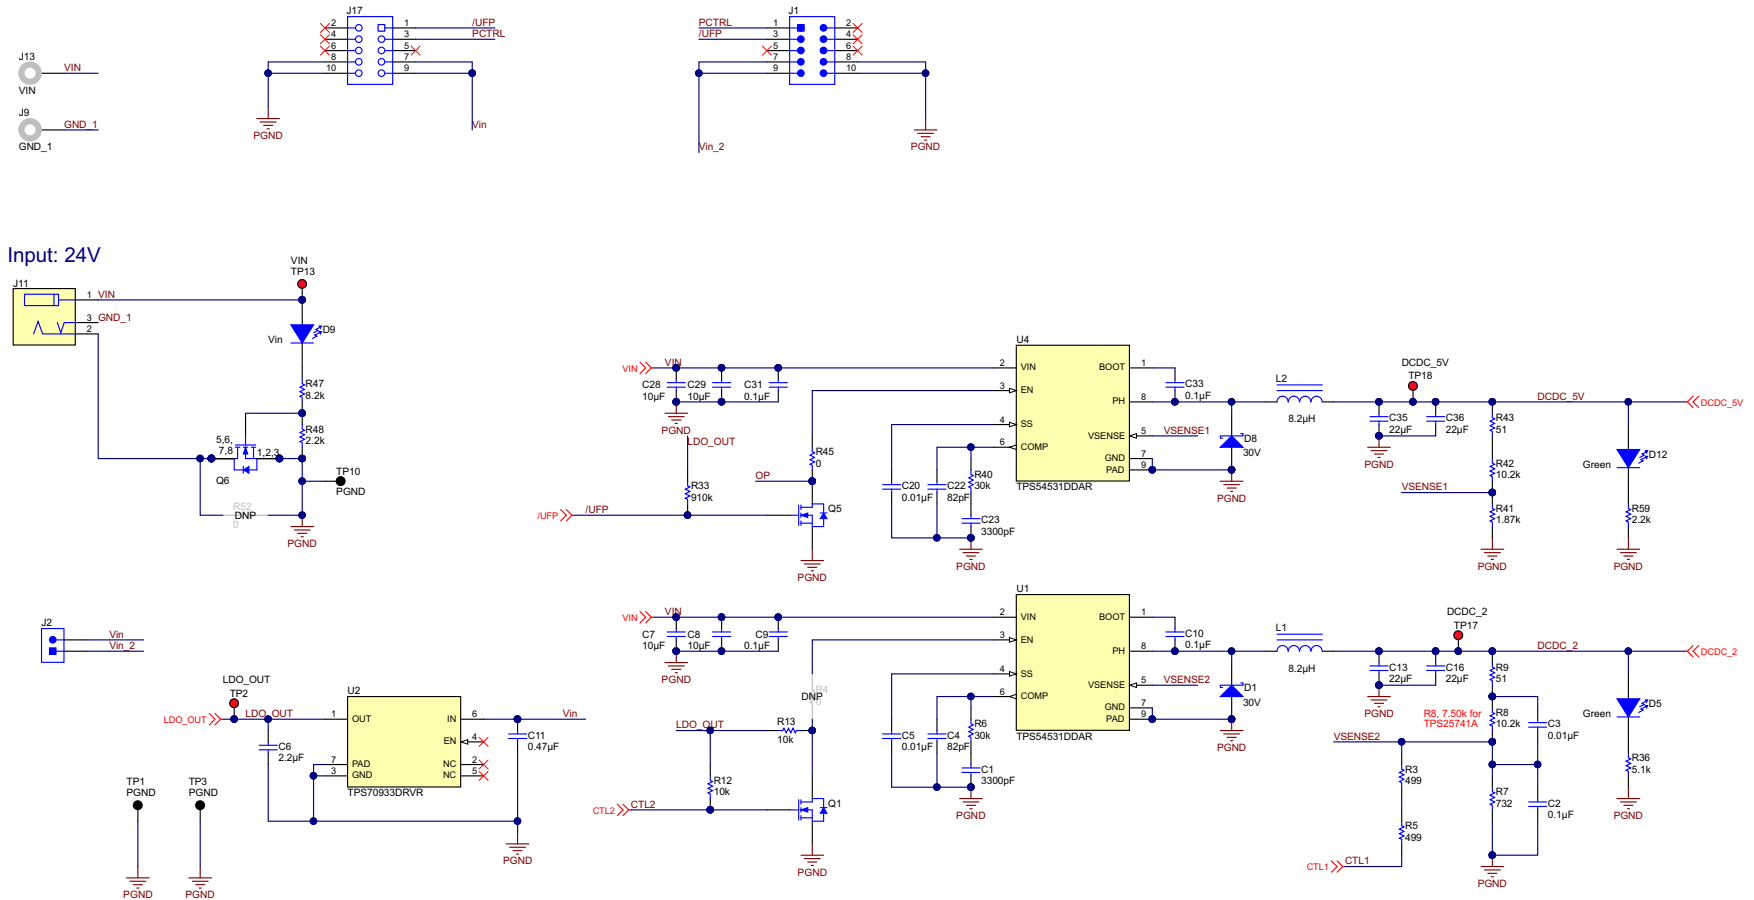 J17
2
4
6
8
10
1
3
5
7
9
/UFP
PCTRL
PGND
Vin
J1
PCTRL
/UFP
1
3
5
7
9
2
4
6
8
10
Vin_2
PGND
J13
VIN
VIN
J9
GND_1
GND_1
Input: 24V
J11
1
VIN
3
GND_1
2
VIN
TP13
Vin
D9
R47
8.2k
R48
2.2k
5,6,
7,8
1,2,3
Q6
R52
DNP
0
TP10
PGND
PGND
VIN
VIN
C28
10µF
C29
10µF
C31
0.1µF
PGND
LDO_OUT
R33
910k
/UFP
/UFP
OP
R45
0
Q5
PGND
U4
2
VIN
3
EN
4
SS
6
COMP
BOOT
1
PH
8
VSENSE
5
GND
7
PAD
9
TPS54531DDAR
C20
0.01µF
C22
82pF
R40
30k
C23
3300pF
PGND
C33
0.1µF
VSENSE1
D8
30V
PGND
L2
8.2µH
DCDC_5V
TP18
C35
22µF
C36
22µF
PGND
R43
51
R42
10.2k
VSENSE1
R41
1.87k
PGND
DCDC_5V
DCDC_5V
Green
D12
R59
2.2k
PGND
J2
Vin
Vin_2
LDO_OUT
TP2
LDO_OUT
LDO_OUT
C6
2.2µF
U2
1
OUT
7
PAD
3
GND
IN
6
EN
4
NC
2
NC
5
TPS70933DRVR
Vin
C11
0.47µF
PGND
TP1
PGND
PGND
TP3
PGND
PGND
VIN
VIN
C7
10µF
C8
10µF
C9
0.1µF
PGND
R4
DNP
0
LDO_OUT
R13
10k
R12
10k
CTL2
CTL2
Q1
PGND
U1
2
VIN
3
EN
4
SS
6
COMP
BOOT
1
PH
8
VSENSE
5
GND
7
PAD
9
TPS54531DDAR
C5
0.01µF
C4
82pF
R6
30k
C1
3300pF
PGND
C10
0.1µF
VSENSE2
D1
30V
PGND
L1
8.2µH
DCDC_2
TP17
C13
22µF
C16
22µF
PGND
R9
51
R8, 7.50k for
TPS25741A
R8
10.2k
C3
0.01µF
VSENSE2
R3
499
R5
499
CTL1
CTL1
R7
732
C2
0.1µF
PGND
DCDC_2
DCDC_2
Green
D5
R36
5.1k
PGND